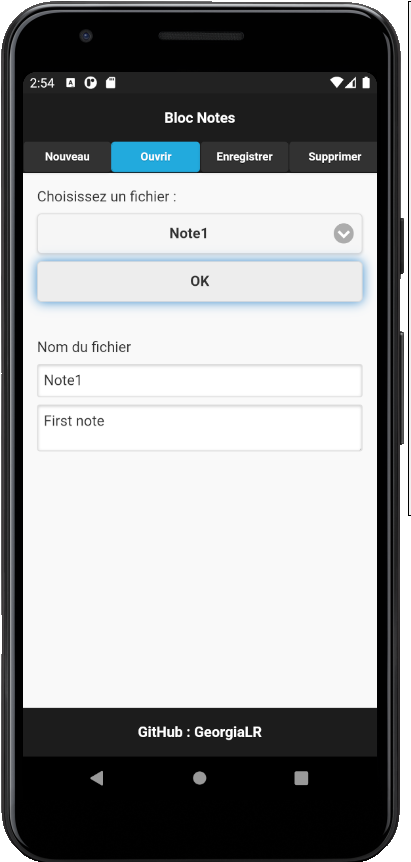 2:54
Bloc Notes
Nouveau Ouvrir Enregistrer Supprimer
Choisissez un fichier :
Note1
OK
Nom du fichier
Note1
First note
GitHub : GeorgiaLR